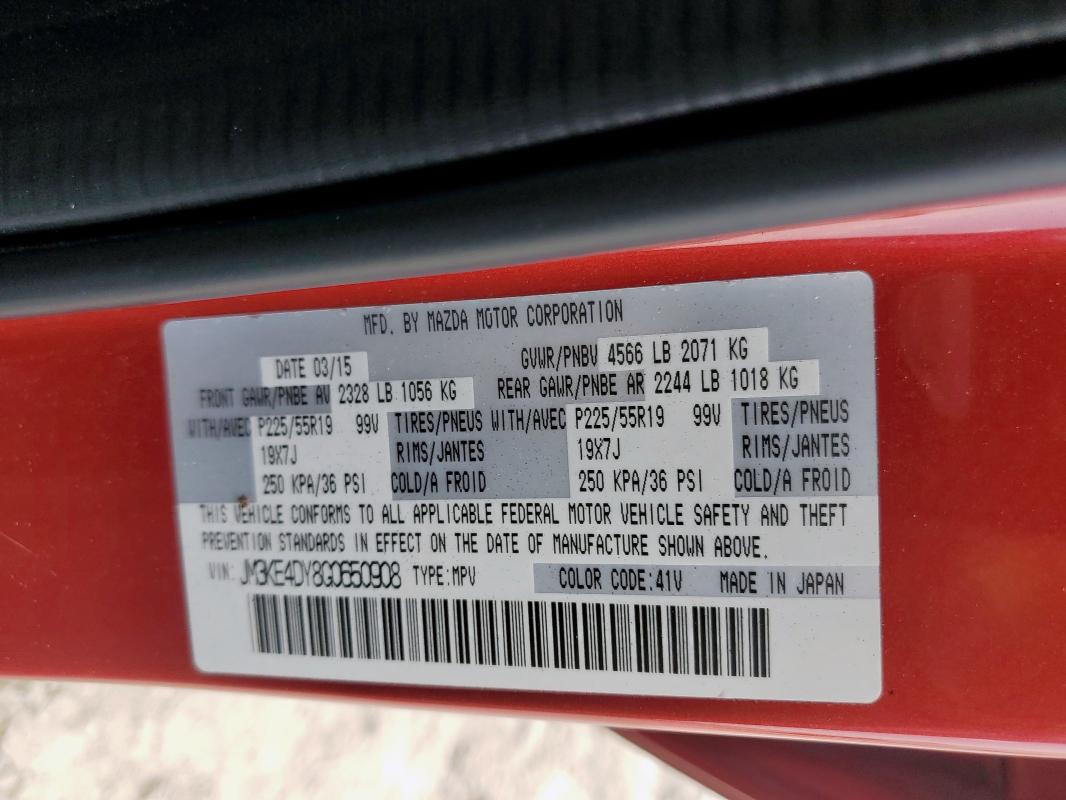 MFD. BY MAZDA MOTOR CORPORATION
DATE 03/15 GVWR/PNBV 4566 LB 2071 KG
FRONT GAWR/PNBE AV 2328 LB 1056 KG REAR GAWR/PNBE AR 2244 LB 1018 KG
WITH/AVEC P225/55R19 99V TIRES/PNEUS WITH/AVEC P225/55R19 99V TIRES/PNEUS
19X7J RIMS/JANTES 19X7J RIMS/JANTES
250 KPA/36 PSI COLD/A FROID 250 KPA/36 PSI COLD/A FROID
THIS VEHICLE CONFORMS TO ALL APPLICABLE FEDERAL MOTOR VEHICLE SAFETY AND THEFT
PREVENTION STANDARDS IN EFFECT ON THE DATE OF MANUFACTURE SHOWN ABOVE.
VIN: JM3KE4DY8G0650908 TYPE:MPV COLOR CODE:41V MADE IN JAPAN